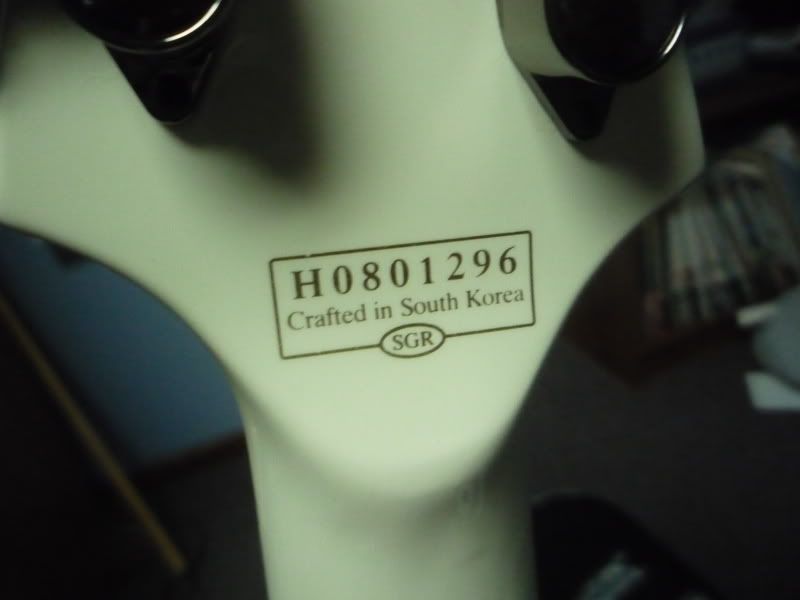 H0801296
Crafted in South Korea
SGR